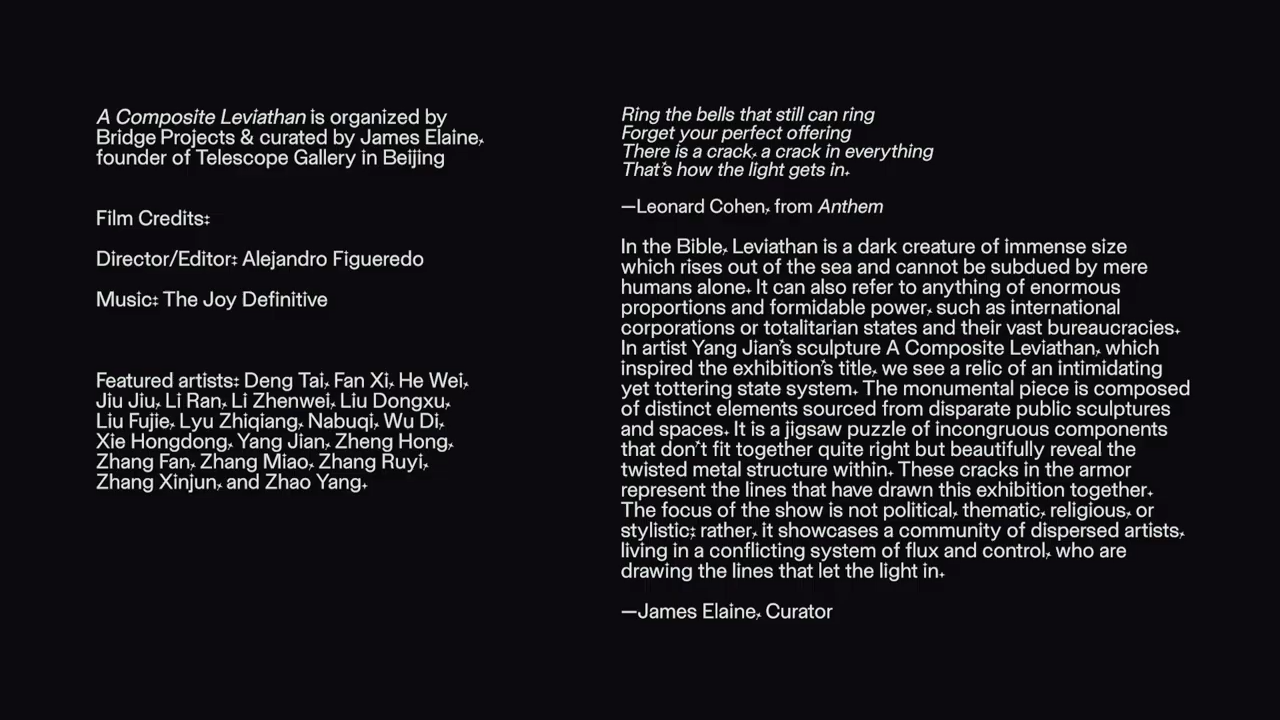 A Composite Leviathan is organized by
Bridge Projects & curated by James Elaine,
founder of Telescope Gallery in Beijing
Film Credits:
Director/Editor: Alejandro Figueredo
Music: The Joy Definitive
Featured artists: Deng Tai, Fan Xi, He Wei,
Jiu Jiu, Li Ran, Li Zhenwei, Liu Dongxu,
Liu Fujie, Lyu Zhiqiang, Nabuqi, Wu Di,
Xie Hongdong, Yang Jian, Zheng Hong,
Zhang Fan, Zhang Miao, Zhang Ruyi,
Zhang Xinjun, and Zhao Yang.
Ring the bells that still can ring
Forget your perfect offering
There is a crack, a crack in everything
That's how the light gets in.
—Leonard Cohen, from Anthem
In the Bible, Leviathan is a dark creature of immense size
which rises out of the sea and cannot be subdued by mere
humans alone. It can also refer to anything of enormous
proportions and formidable power, such as international
corporations or totalitarian states and their vast bureaucracies.
In artist Yang Jian's sculpture A Composite Leviathan, which
inspired the exhibition's title, we see a relic of an intimidating
yet tottering state system. The monumental piece is composed
of distinct elements sourced from disparate public sculptures
and spaces. It is a jigsaw puzzle of incongruous components
that don't fit together quite right but beautifully reveal the
twisted metal structure within. These cracks in the armor
represent the lines that have drawn this exhibition together.
The focus of the show is not political, thematic, religious, or
stylistic; rather, it showcases a community of dispersed artists,
living in a conflicting system of flux and control, who are
drawing the lines that let the light in.
—James Elaine, Curator